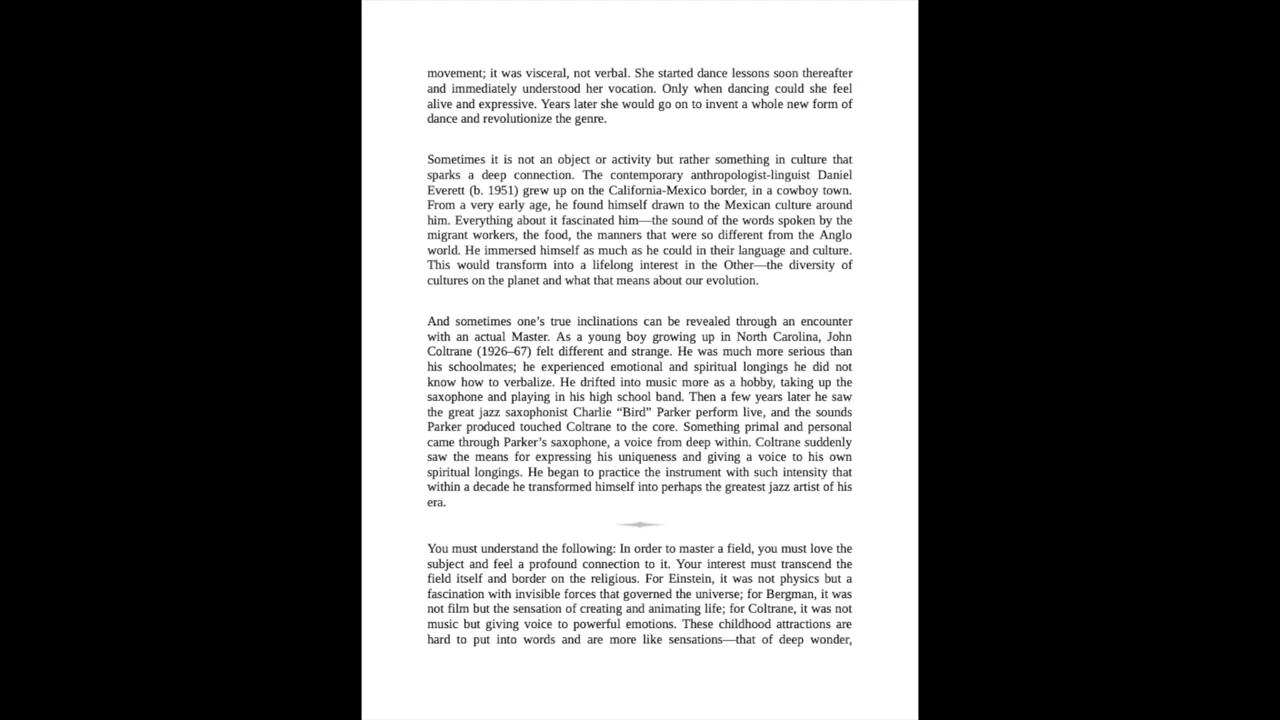 movement; it was visceral, not verbal. She started dance lessons soon thereafter
and immediately understood her vocation. Only when dancing could she feel
alive and expressive. Years later she would go on to invent a whole new form of
dance and revolutionize the genre.
Sometimes it is not an object or activity but rather something in culture that
sparks a deep connection. The contemporary anthropologist-linguist Daniel
Everett (b. 1951) grew up on the California-Mexico border, in a cowboy town.
From a very early age, he found himself drawn to the Mexican culture around
him. Everything about it fascinated him—the sound of the words spoken by the
migrant workers, the food, the manners that were so different from the Anglo
world. He immersed himself as much as he could in their language and culture.
This would transform into a lifelong interest in the Other—the diversity of
cultures on the planet and what that means about our evolution.
And sometimes one’s true inclinations can be revealed through an encounter
with an actual Master. As a young boy growing up in North Carolina, John
Coltrane (1926–67) felt different and strange. He was much more serious than
his schoolmates; he experienced emotional and spiritual longings he did not
know how to verbalize. He drifted into music more as a hobby, taking up the
saxophone and playing in his high school band. Then a few years later he saw
the great jazz saxophonist Charlie “Bird” Parker perform live, and the sounds
Parker produced touched Coltrane to the core. Something primal and personal
came through Parker’s saxophone, a voice from deep within. Coltrane suddenly
saw the means for expressing his uniqueness and giving a voice to his own
spiritual longings. He began to practice the instrument with such intensity that
within a decade he transformed himself into perhaps the greatest jazz artist of his
era.
You must understand the following: In order to master a field, you must love the
subject and feel a profound connection to it. Your interest must transcend the
field itself and border on the religious. For Einstein, it was not physics but a
fascination with invisible forces that governed the universe; for Bergman, it was
not film but the sensation of creating and animating life; for Coltrane, it was not
music but giving voice to powerful emotions. These childhood attractions are
hard to put into words and are more like sensations—that of deep wonder,